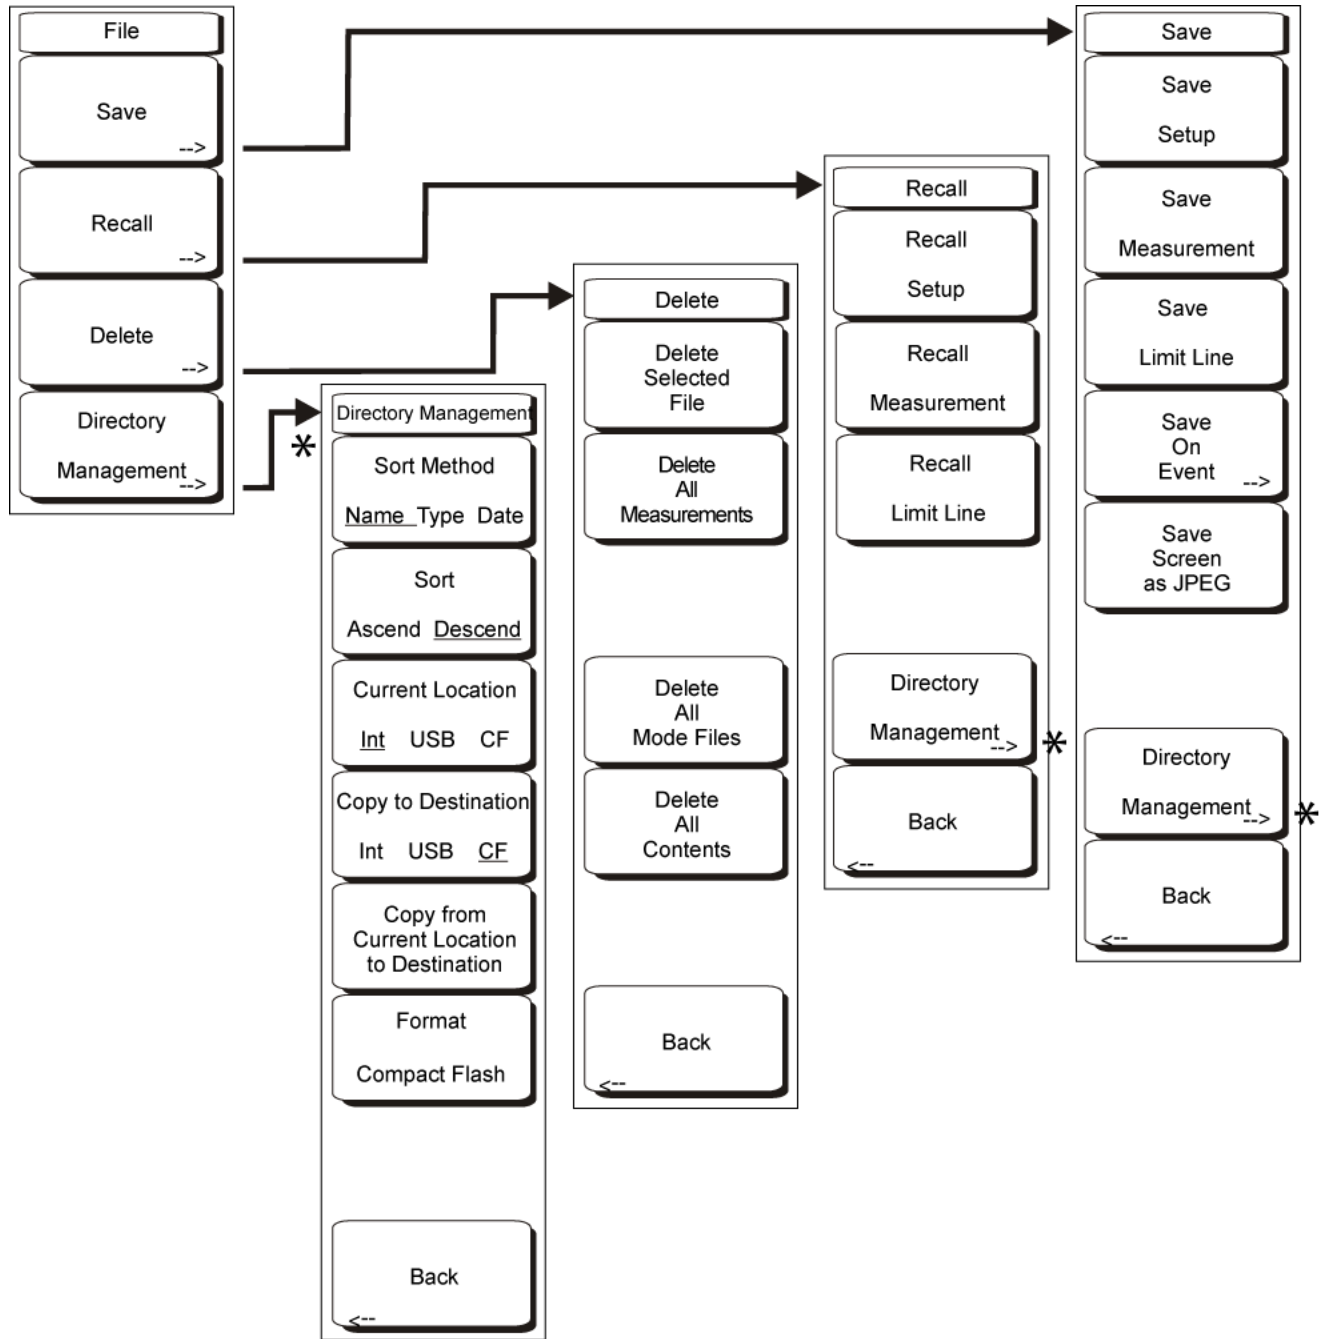 File
Save
-->
Recall
-->
Delete
-->
Directory
Management
-->
*
Directory Management
Sort Method
Name Type Date
Sort
Ascend Descend
Current Location
Int USB CF
Copy to Destination
Int USB CF
Copy from
Current Location
to Destination
Format
Compact Flash
Back
<--
Delete
Delete
Selected
File
Delete
All
Measurements
Delete
All
Mode Files
Delete
All
Contents
Back
<--
Recall
Recall
Setup
Recall
Measurement
Recall
Limit Line
Directory
Management
-->
*
Back
<--
Save
Save
Setup
Save
Measurement
Save
Limit Line
Save
On
Event
-->
Save
Screen
as JPEG
Directory
Management
-->
*
Back
<--